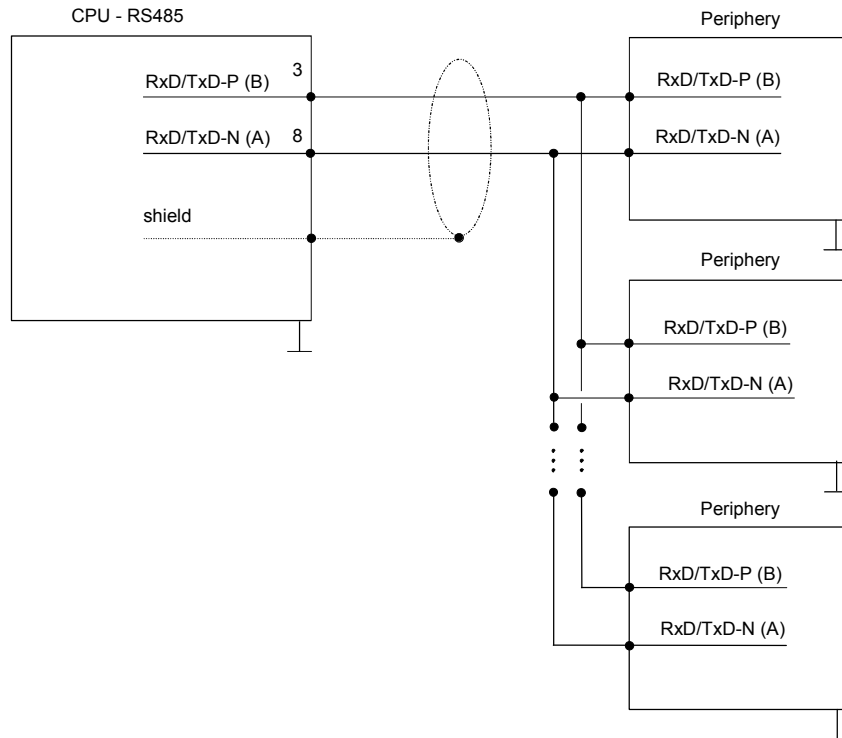 CPU - RS485
Periphery
RxD/TxD-P (B)
3
RxD/TxD-P (B)
RxD/TxD-N (A)
8
RxD/TxD-N (A)
shield
Periphery
RxD/TxD-P (B)
RxD/TxD-N (A)
Periphery
RxD/TxD-P (B)
RxD/TxD-N (A)